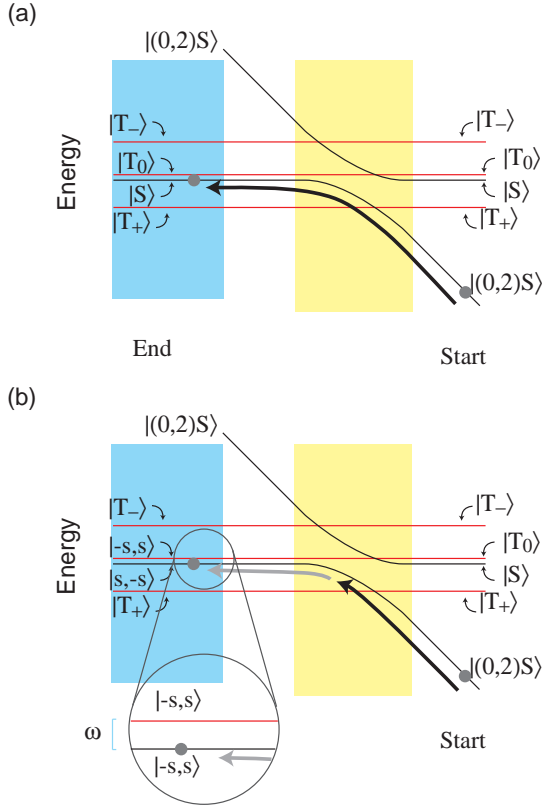 (a)
|(0,2)S⟩
|T₋⟩ |T₋⟩
|T₀⟩ |T₀⟩
|S⟩ |S⟩
|T₊⟩ |T₊⟩
Energy
|(0,2)S⟩
End Start
(b)
|(0,2)S⟩
|T₋⟩ |T₋⟩
|-s,s⟩ |T₀⟩
|s,-s⟩ |S⟩
|T₊⟩ |T₊⟩
Energy
|(0,2)S⟩
|-s,s⟩
ω
|-s,s⟩
Start